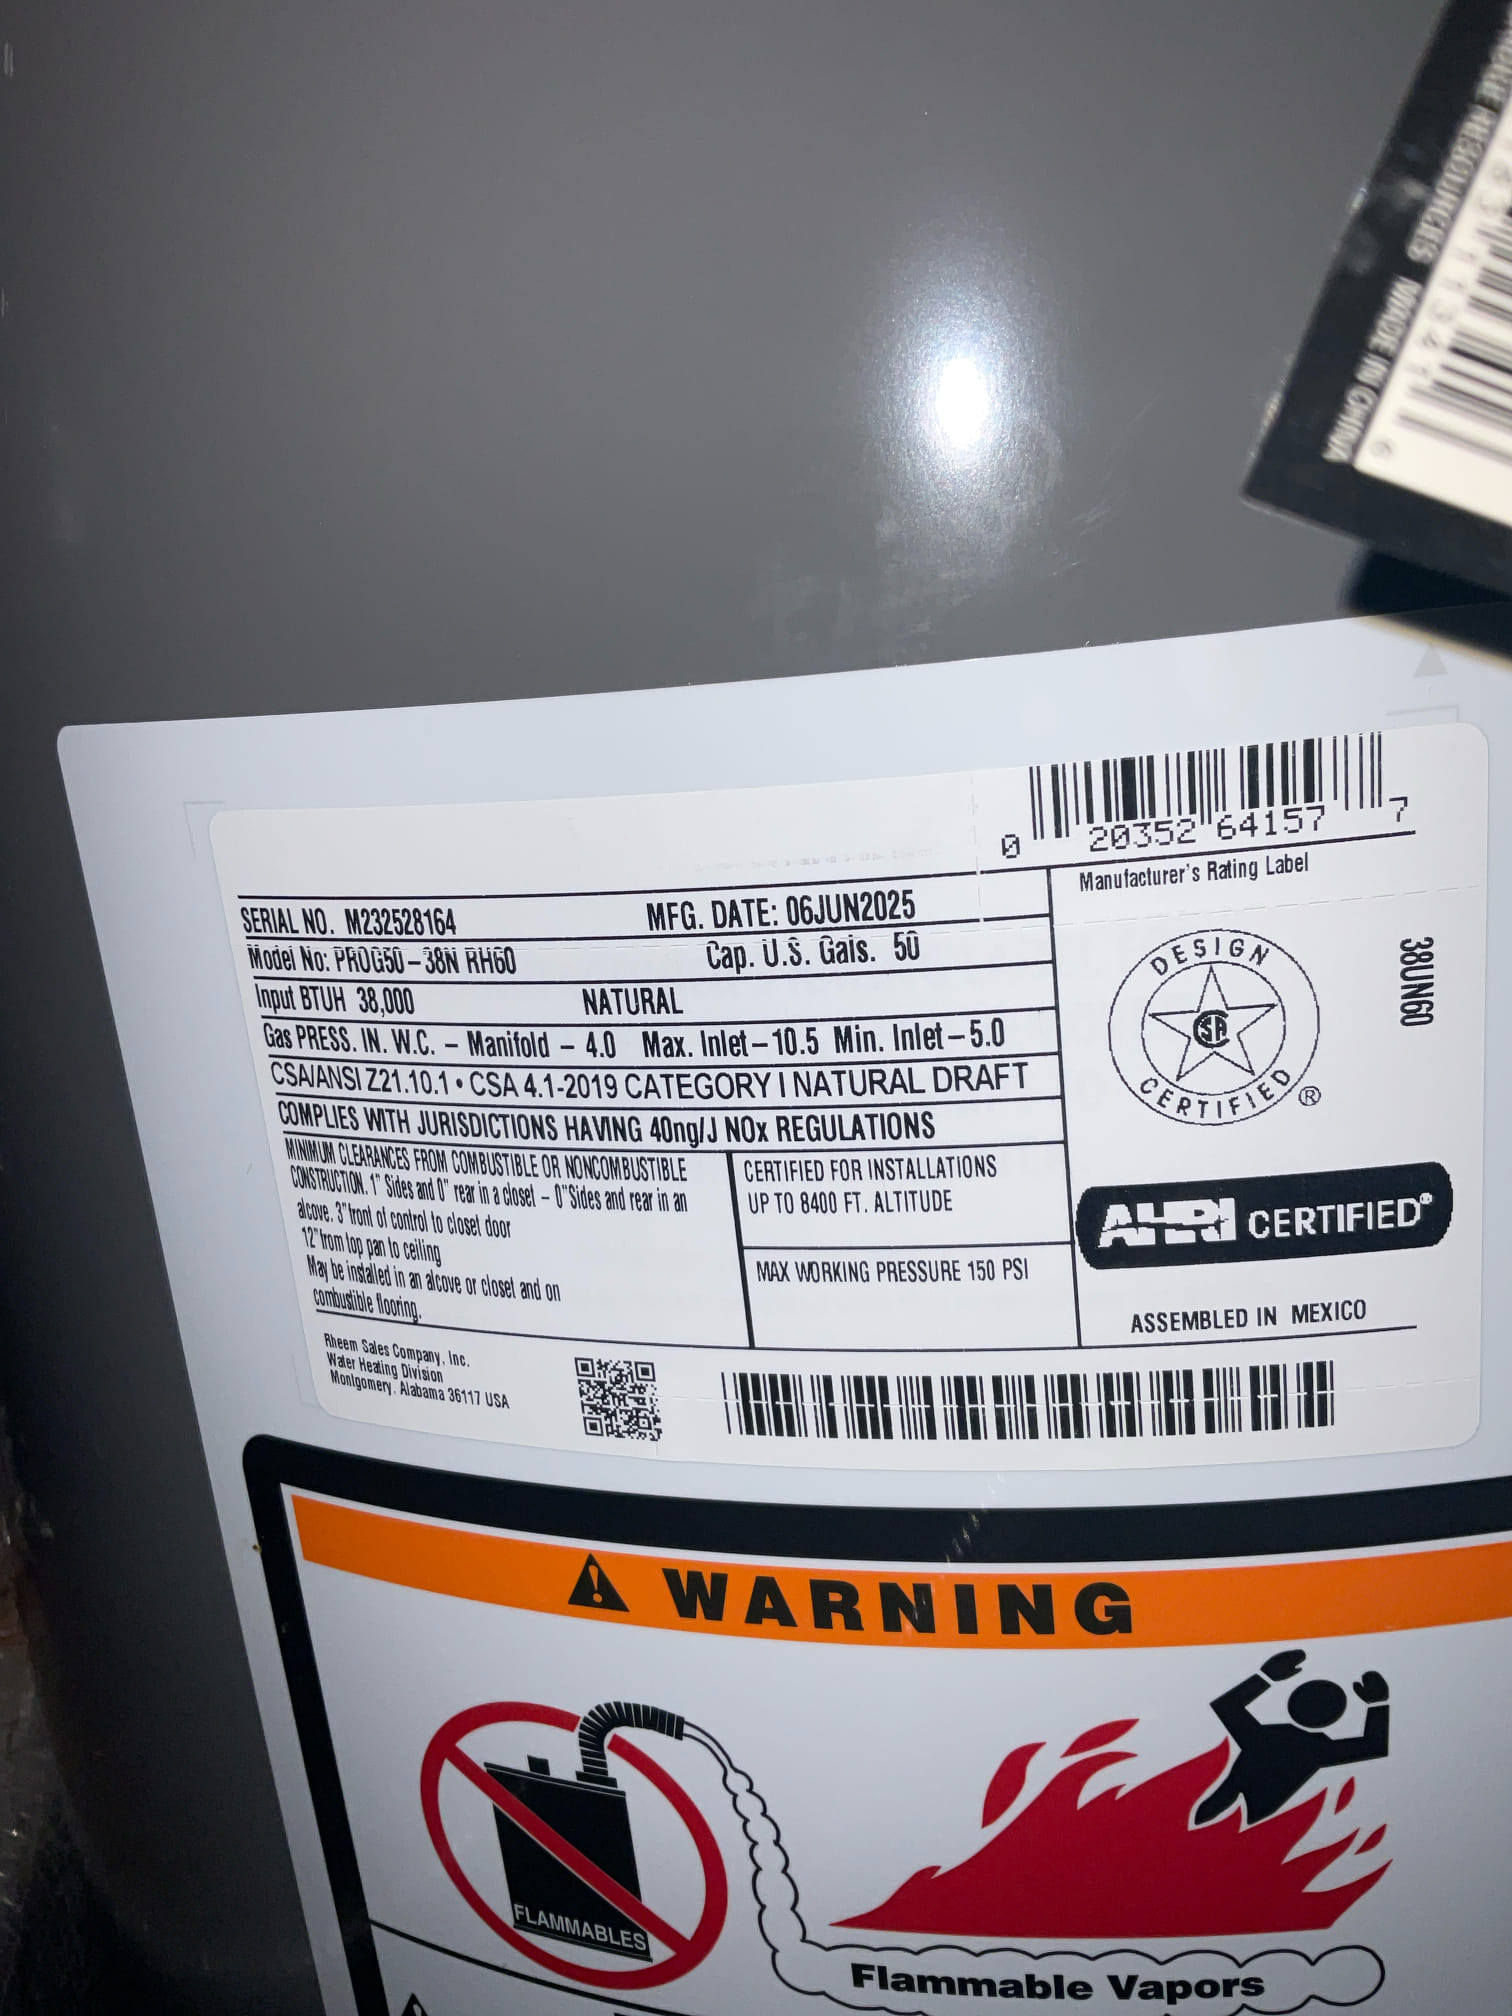 MADE IN CHINA
0 20352 64157 7
Manufacturer's Rating Label
SERIAL NO. M232528164 MFG. DATE: 06JUN2025
Model No: PROG50-38N RH60 Cap. U.S. Gals. 50
Input BTUH 38,000 NATURAL
Gas PRESS. IN. W.C. - Manifold - 4.0 Max. Inlet-10.5 Min. Inlet-5.0
CSA/ANSI Z21.10.1 • CSA 4.1-2019 CATEGORY I NATURAL DRAFT
COMPLIES WITH JURISDICTIONS HAVING 40ng/J NOx REGULATIONS
MINIMUM CLEARANCES FROM COMBUSTIBLE OR NONCOMBUSTIBLE
CONSTRUCTION. 1" Sides and 0" rear in a closet - 0"Sides and rear in an
alcove. 3"front of control to closet door
12"from top pan to ceiling
May be installed in an alcove or closet and on
combustible flooring.
CERTIFIED FOR INSTALLATIONS
UP TO 8400 FT. ALTITUDE
MAX WORKING PRESSURE 150 PSI
DESIGN
SA
CERTIFIED ®
38UN60
AHRI CERTIFIED®
ASSEMBLED IN MEXICO
Rheem Sales Company, Inc.
Water Heating Division
Montgomery, Alabama 36117 USA
WARNING
FLAMMABLES
Flammable Vapors